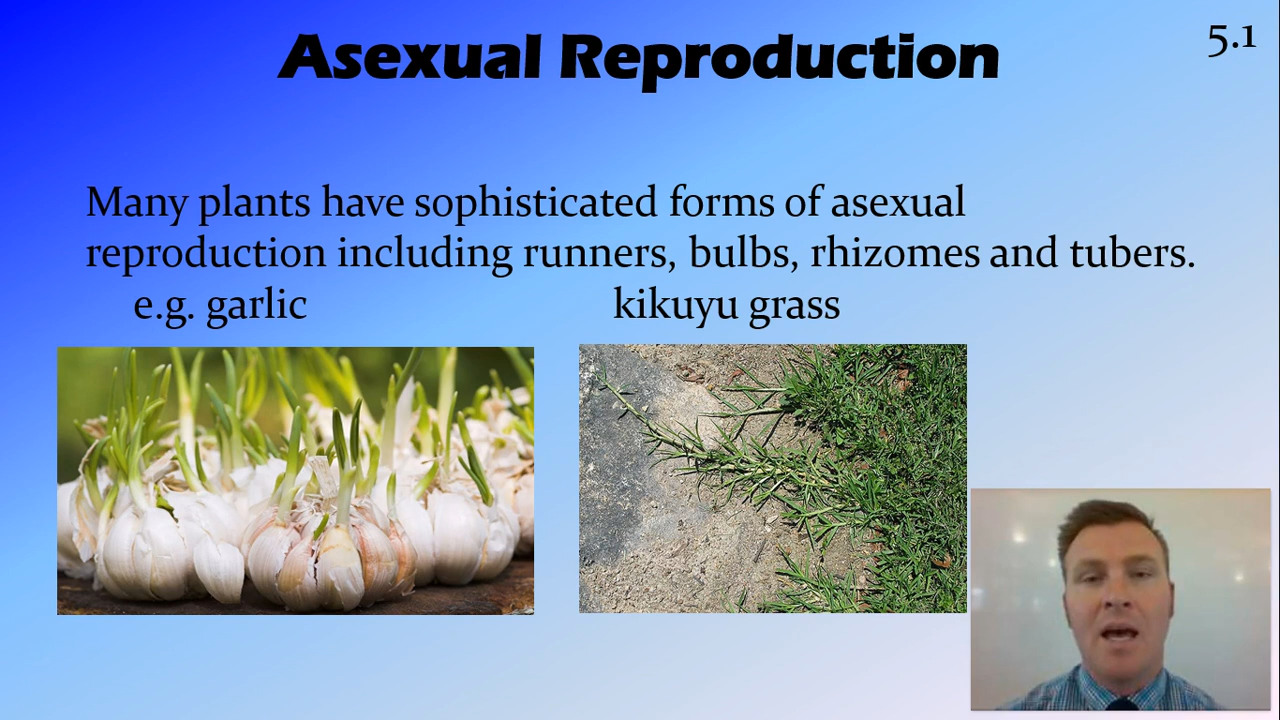 Asexual Reproduction
5.1
Many plants have sophisticated forms of asexual
reproduction including runners, bulbs, rhizomes and tubers.
e.g. garlic kikuyu grass